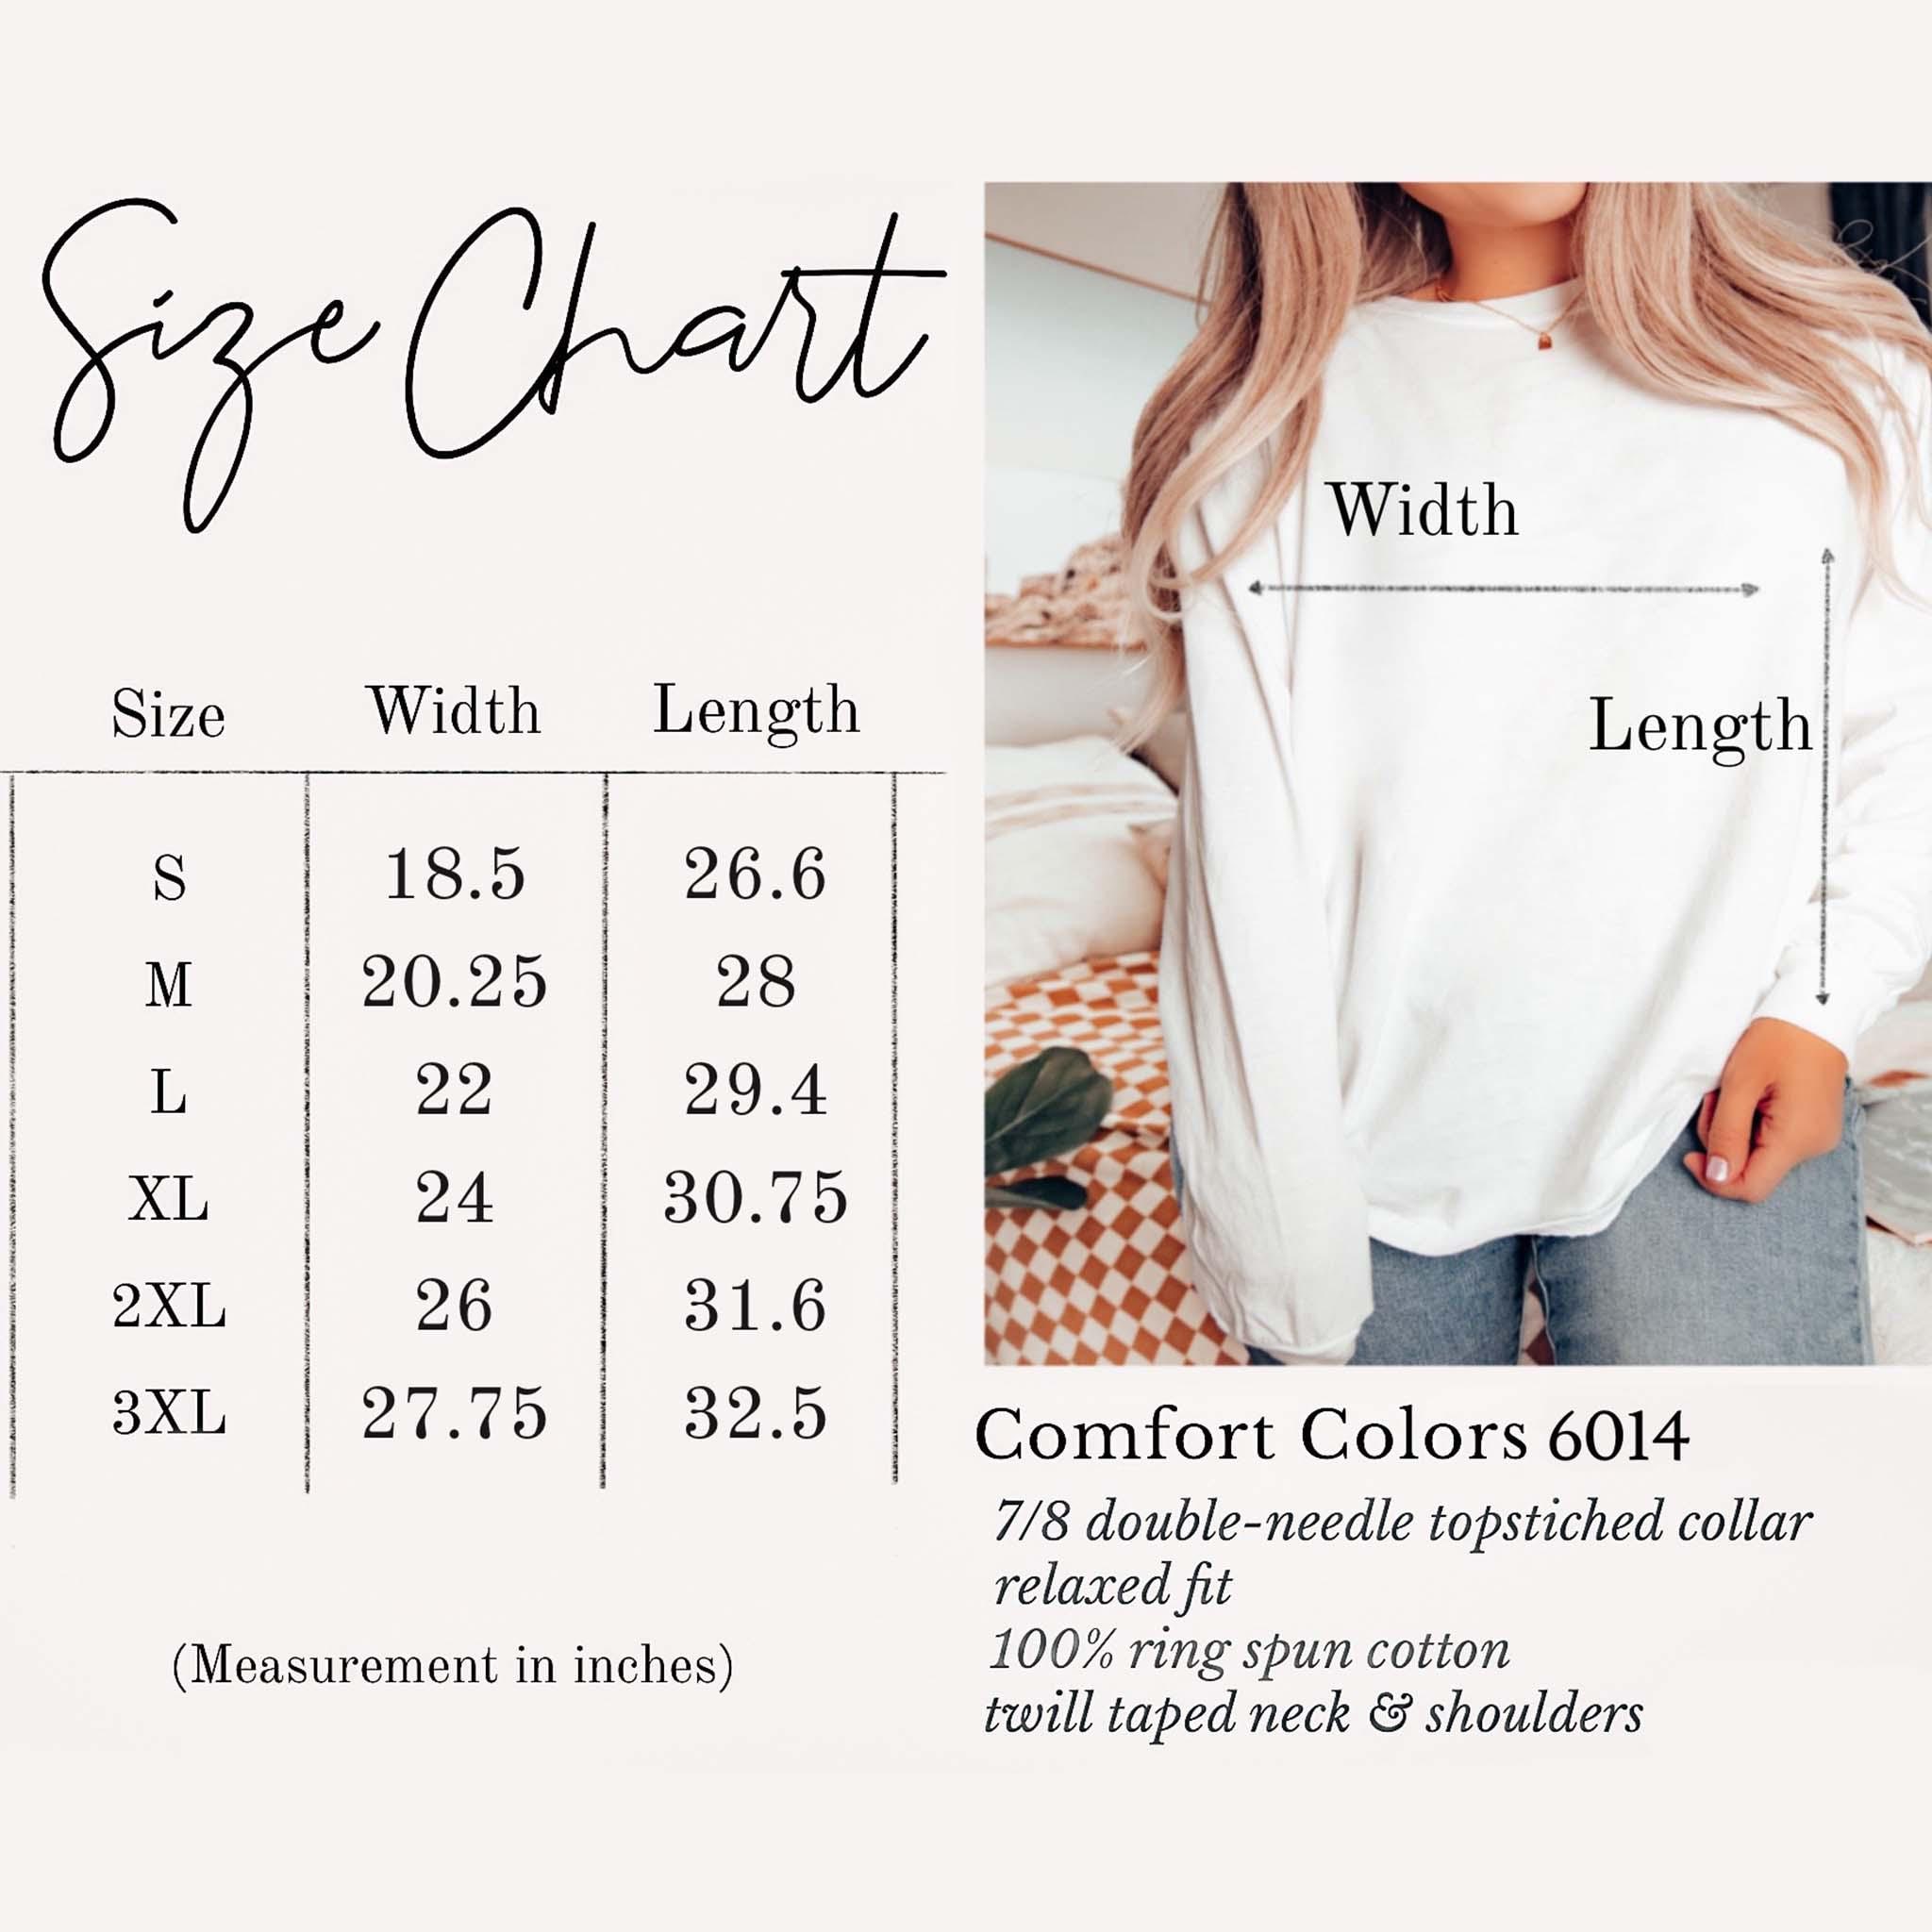 Size Chart
Size Width Length
S 18.5 26.6
M 20.25 28
L 22 29.4
XL 24 30.75
2XL 26 31.6
3XL 27.75 32.5
(Measurement in inches)
Width
Length
Comfort Colors 6014
7/8 double-needle topstiched collar
relaxed fit
100% ring spun cotton
twill taped neck & shoulders